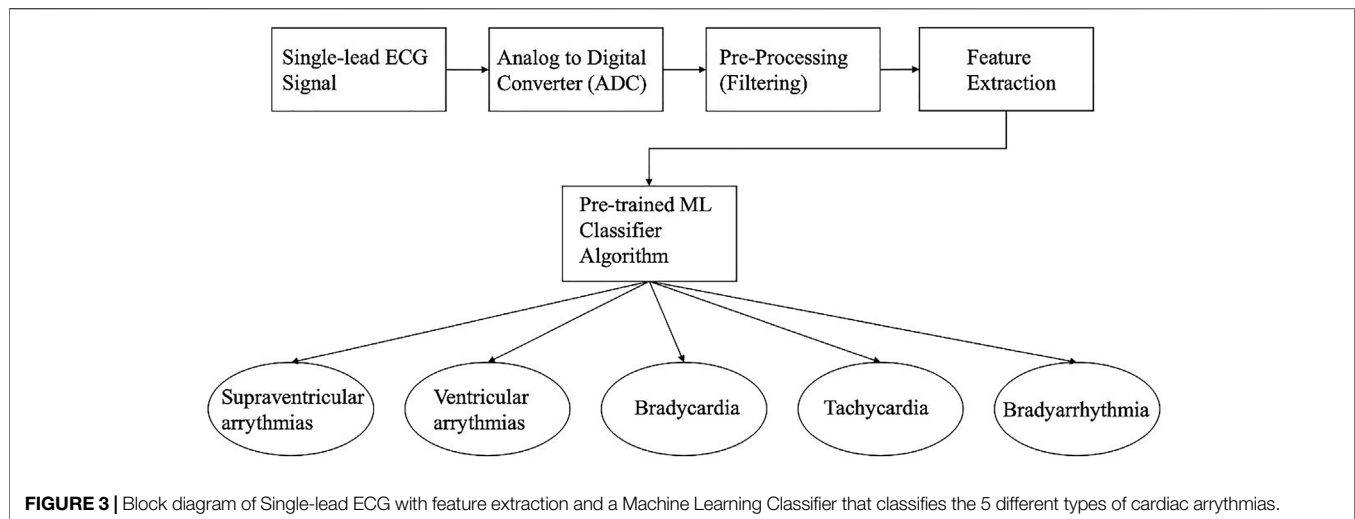 Single-lead ECG
Signal
Analog to Digital
Converter (ADC)
Pre-Processing
(Filtering)
Feature
Extraction
Pre-trained ML
Classifier
Algorithm
Supraventricular
arrythmias
Ventricular
arrythmias
Bradycardia
Tachycardia
Bradyarrhythmia
FIGURE 3 | Block diagram of Single-lead ECG with feature extraction and a Machine Learning Classifier that classifies the 5 different types of cardiac arrythmias.